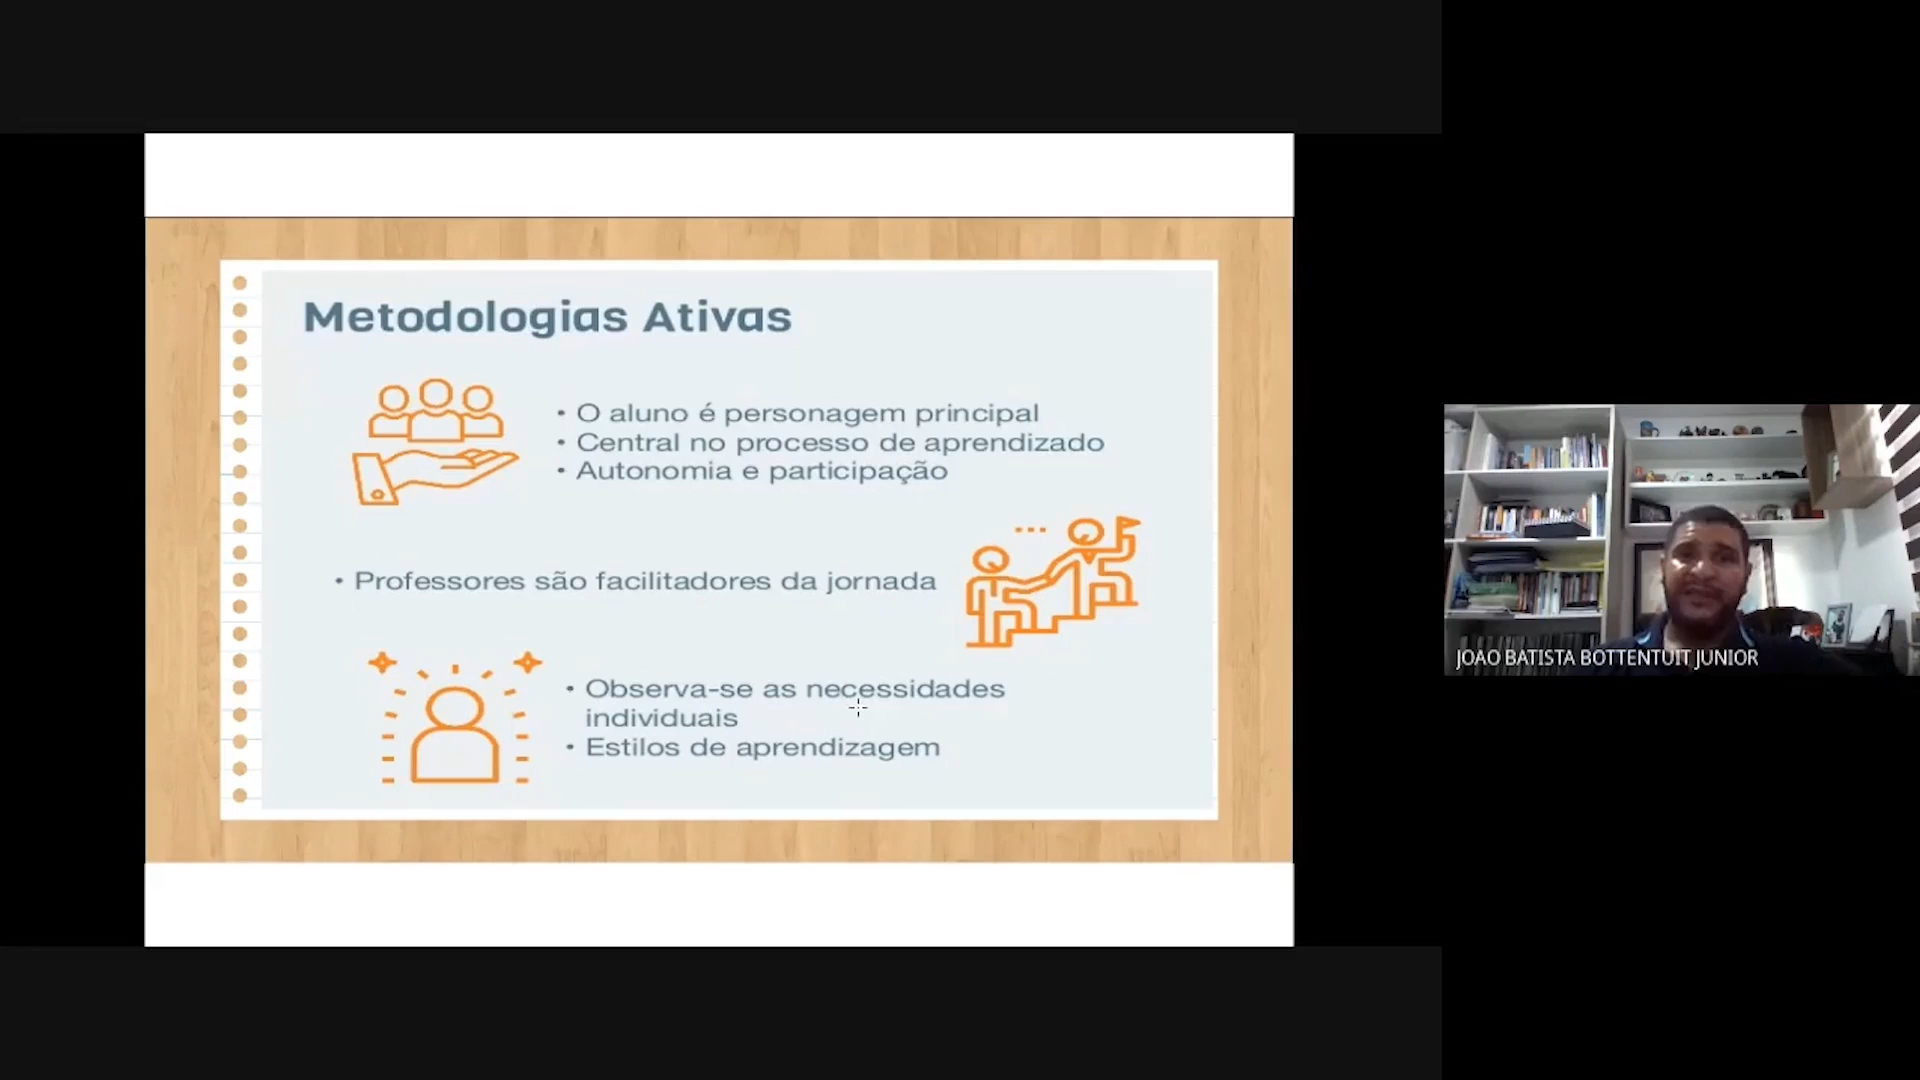 Metodologias Ativas
• O aluno é personagem principal
• Central no processo de aprendizado
• Autonomia e participação
• Professores são facilitadores da jornada
• Observa-se as necessidades
individuais
• Estilos de aprendizagem
JOAO BATISTA BOTTENTUIT JUNIOR